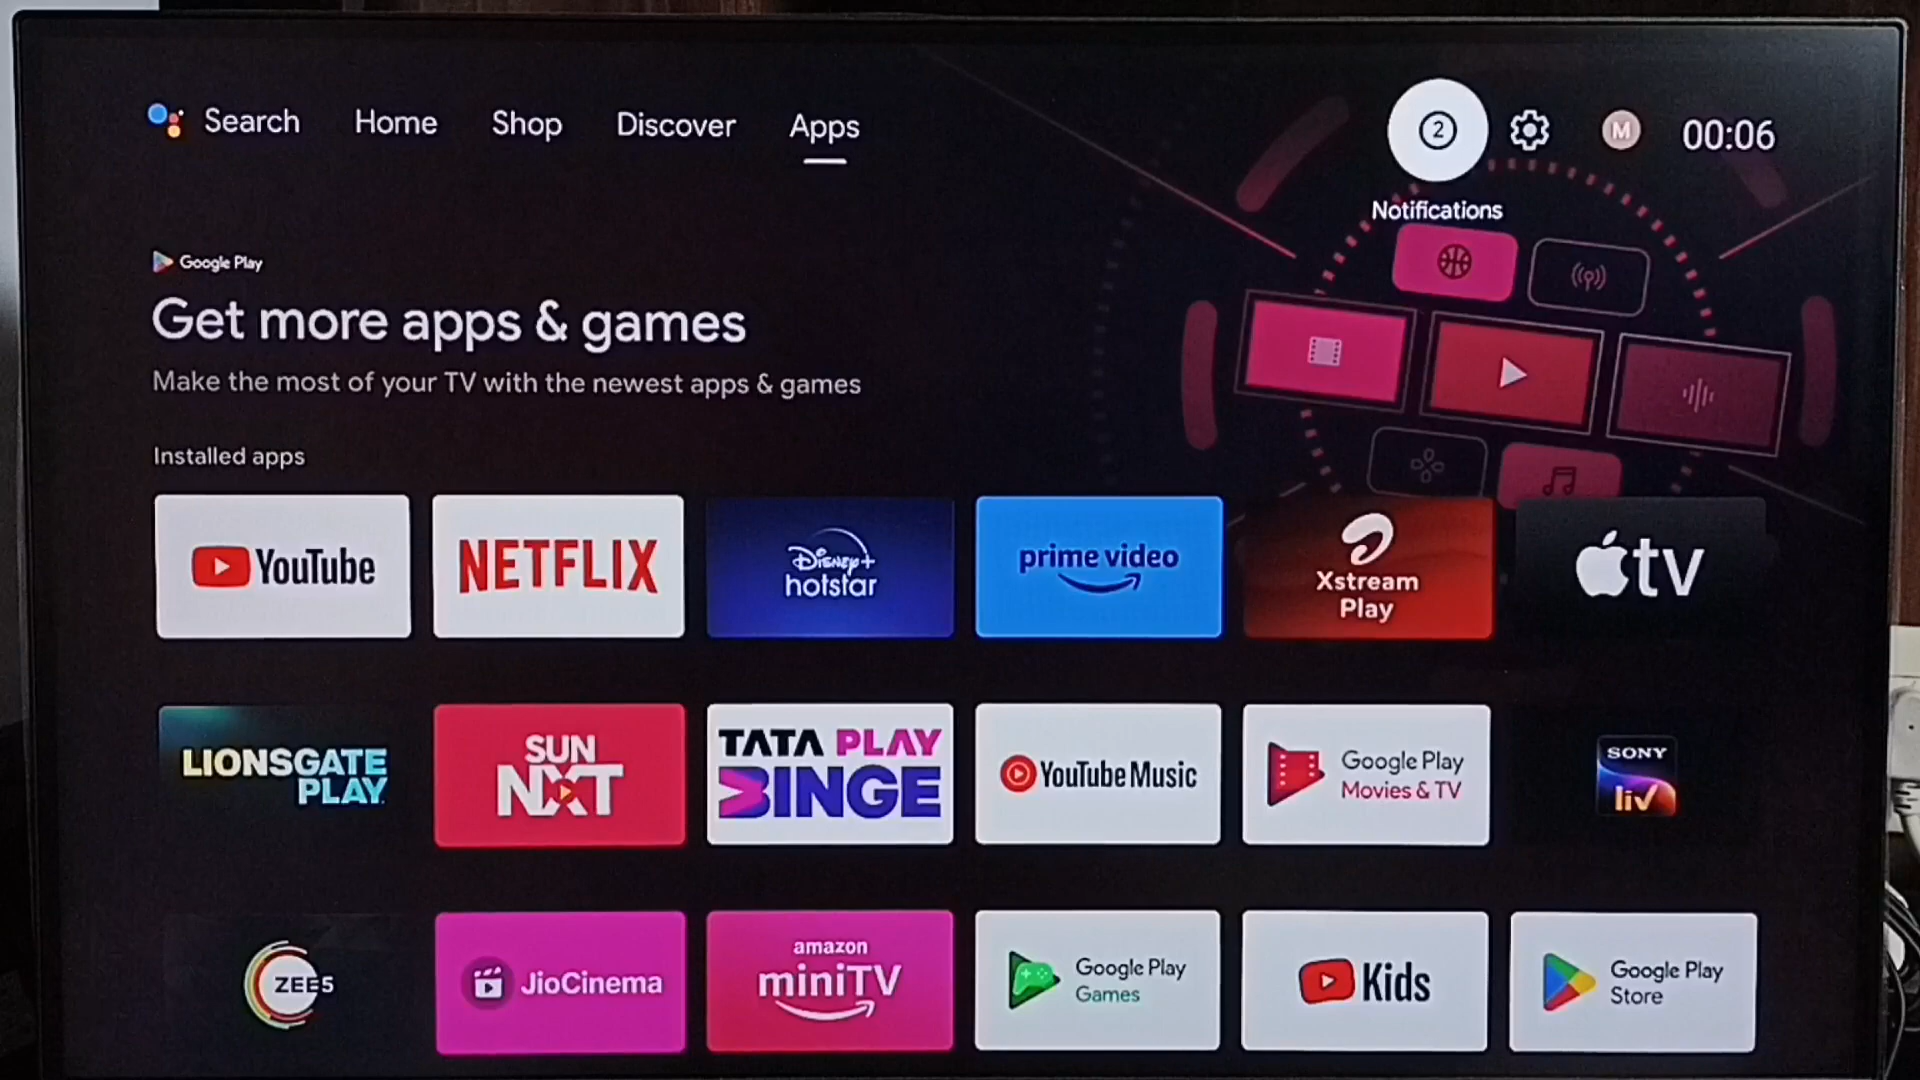 Search Home Shop Discover Apps
2
M
00:06
Notifications
Google Play
Get more apps & games
Make the most of your TV with the newest apps & games
Installed apps
YouTube
NETFLIX
Disney+
hotstar
prime video
Xstream
Play
tv
LIONSGATE
PLAY
SUN
NXT
TATA PLAY
BINGE
YouTube Music
Google Play
Movies & TV
SONY
liv
ZEE5
JioCinema
amazon
miniTV
Google Play
Games
Kids
Google Play
Store